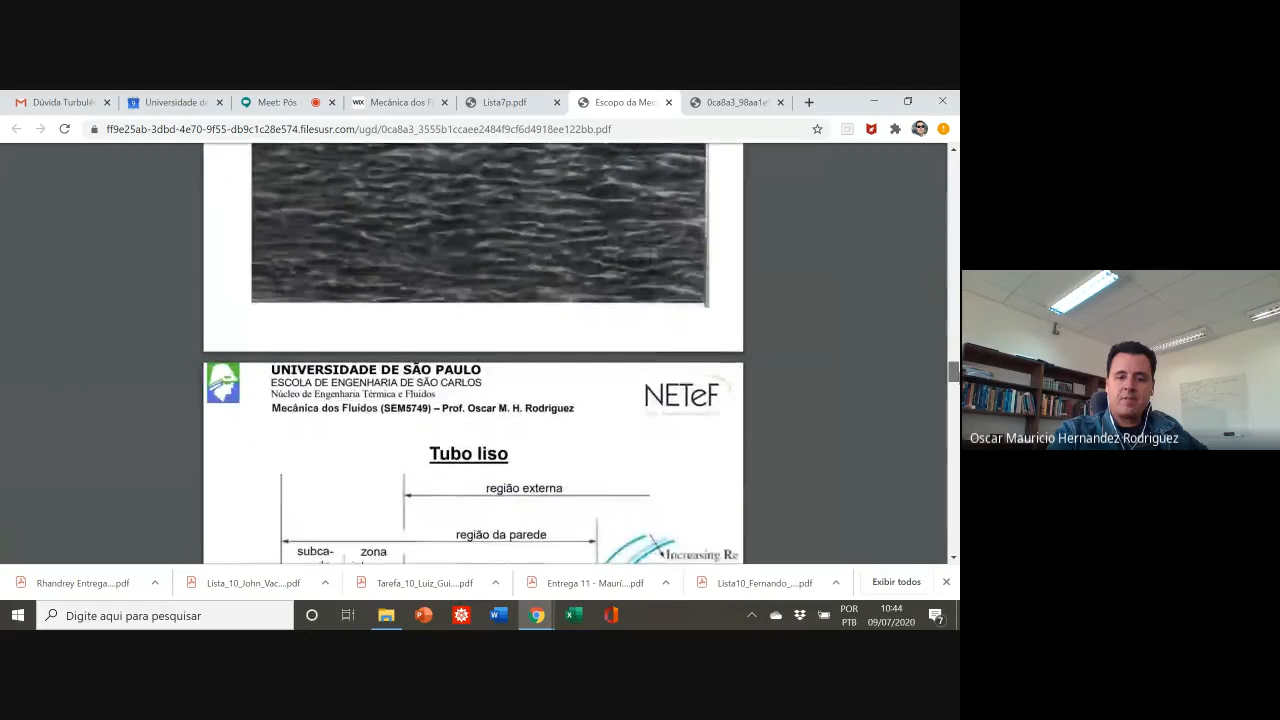 Dúvida Turbulê
Universidade de
Meet: Pós -
WIX
Mecânica dos F
Lista7p.pdf
Escopo da Mec
0ca8a3_98aa1e
ff9e25ab-3dbd-4e70-9f55-db9c1c28e574.filesusr.com/ugd/0ca8a3_3555b1ccaee2484f9cf6d4918ee122bb.pdf
UNIVERSIDADE DE SÃO PAULO
ESCOLA DE ENGENHARIA DE SÃO CARLOS
Núcleo de Engenharia Térmica e Fluidos
Mecânica dos Fluidos (SEM5749) – Prof. Oscar M. H. Rodriguez
NETeF
Tubo liso
região externa
região da parede
subca-
zona
Increasing Re
Oscar Mauricio Hernandez Rodriguez
Rhandrey Entrega....pdf
Lista_10_John_Vac....pdf
Tarefa_10_Luiz_Gui....pdf
Entrega 11 - Maurí....pdf
Lista10_Fernando_....pdf
Exibir todos
Digite aqui para pesquisar
POR
PTB
10:44
09/07/2020
7